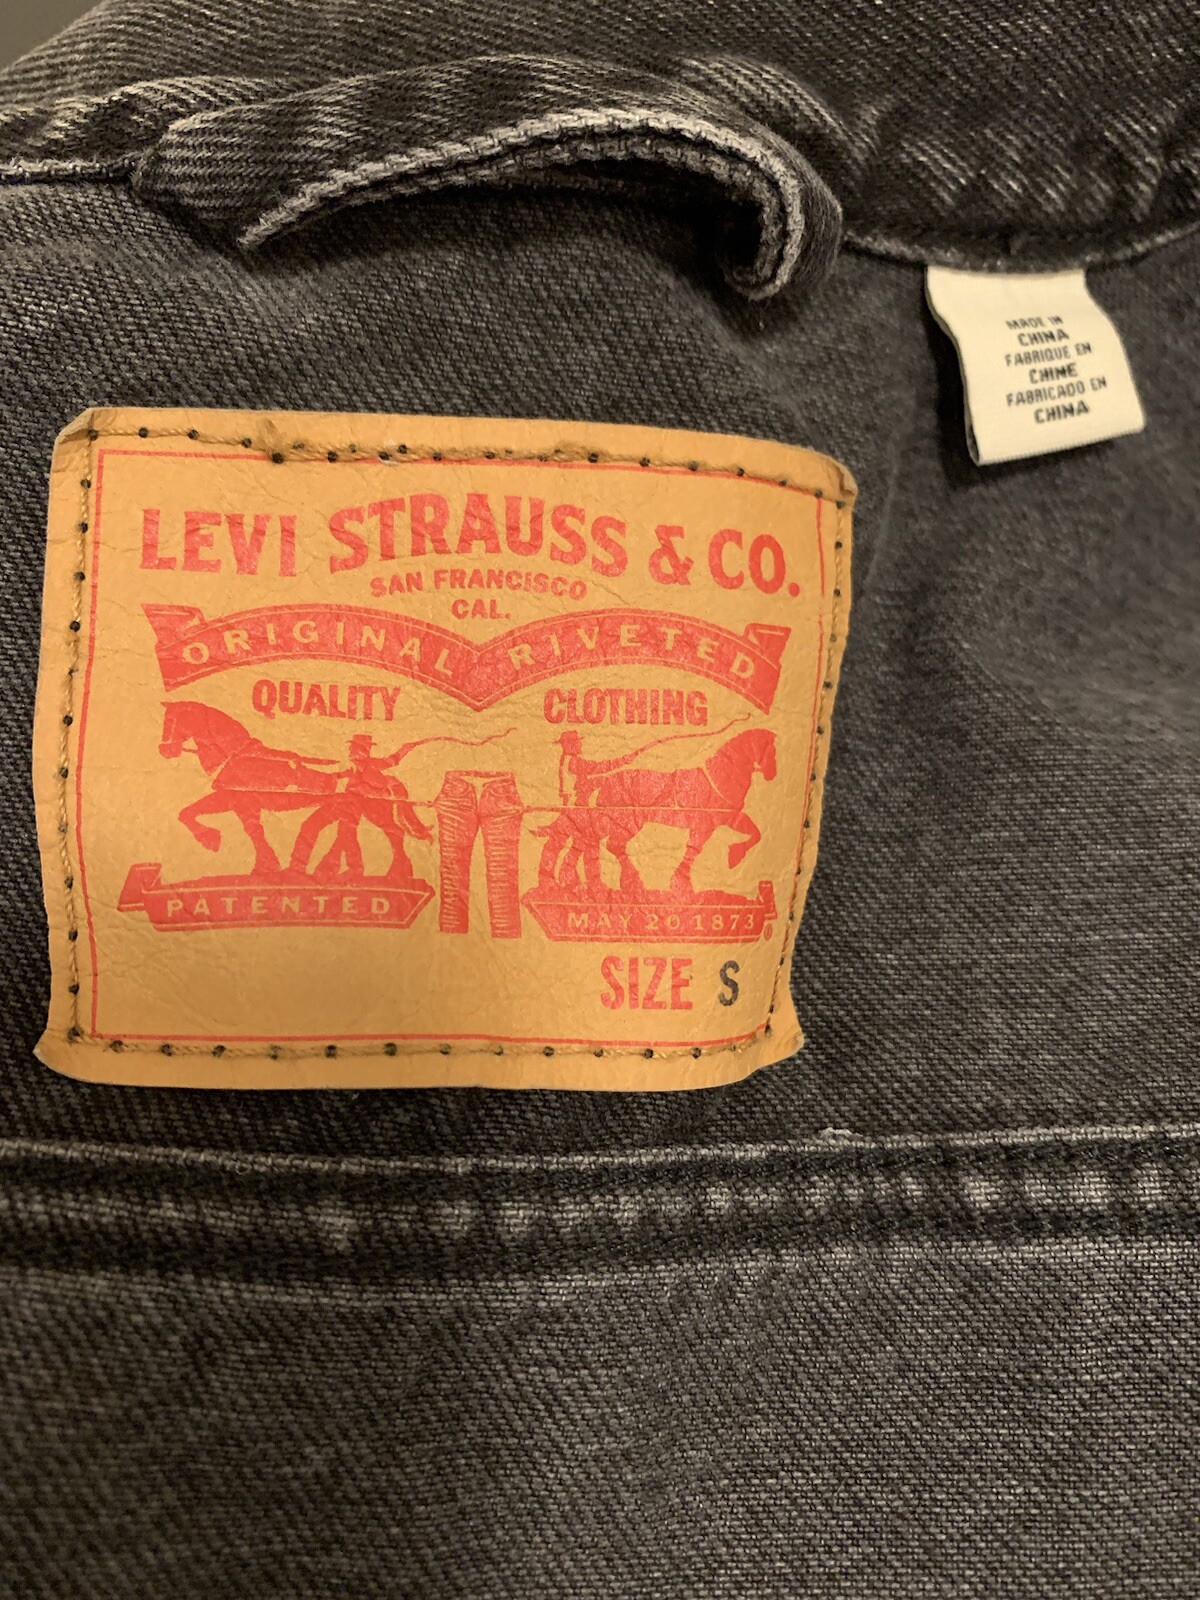 LEVI STRAUSS & CO.
SAN FRANCISCO
CAL.
ORIGINAL RIVETED
QUALITY CLOTHING
PATENTED MAY 20 1873
SIZE S
MADE IN
CHINA
FABRIQUE EN
CHINE
FABRICADO EN
CHINA